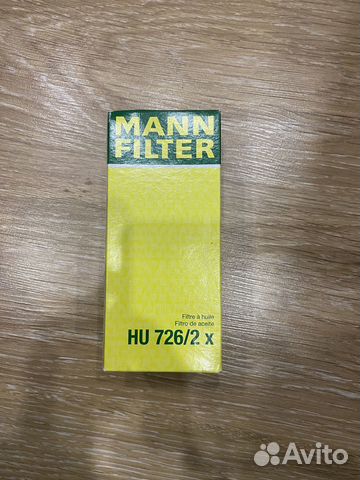 MANN
FILTER
Filtre à huile
Filtro de aceite
HU 726/2 x
Avito